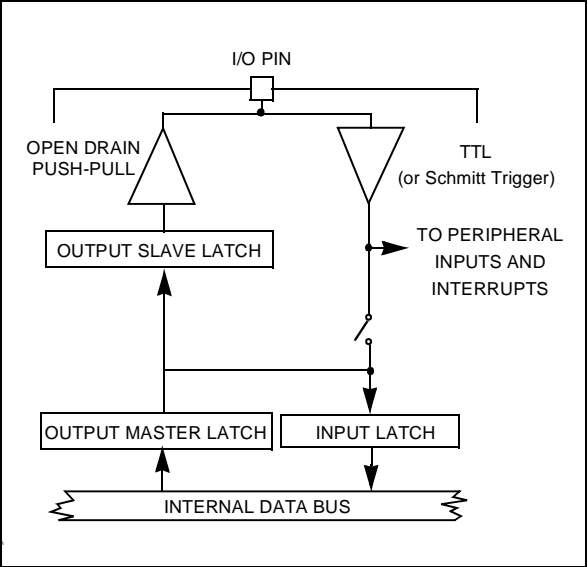 I/O PIN
OPEN DRAIN
PUSH-PULL
TTL
(or Schmitt Trigger)
OUTPUT SLAVE LATCH
TO PERIPHERAL
INPUTS AND
INTERRUPTS
OUTPUT MASTER LATCH
INPUT LATCH
INTERNAL DATA BUS